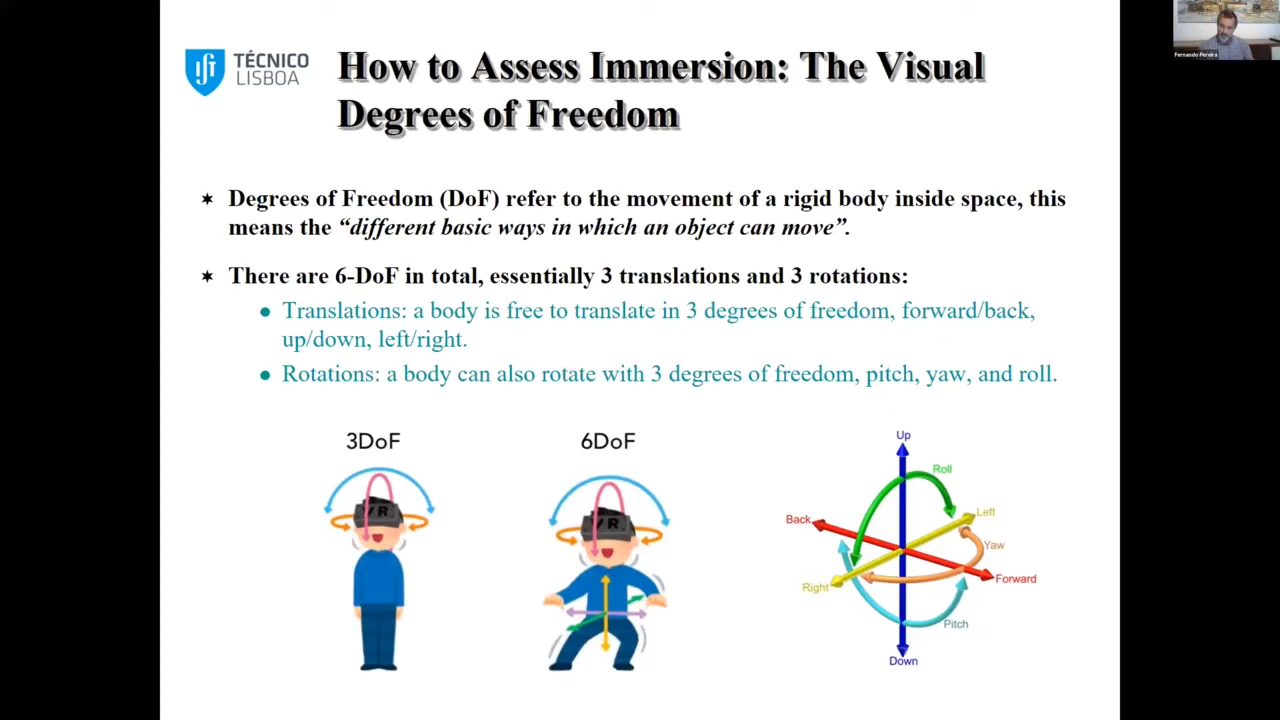 TÉCNICO
LISBOA
How to Assess Immersion: The Visual
Degrees of Freedom
Fernando Pereira
Degrees of Freedom (DoF) refer to the movement of a rigid body inside space, this
means the “different basic ways in which an object can move”.
There are 6-DoF in total, essentially 3 translations and 3 rotations:
Translations: a body is free to translate in 3 degrees of freedom, forward/back,
up/down, left/right.
Rotations: a body can also rotate with 3 degrees of freedom, pitch, yaw, and roll.
3DoF
6DoF
VR
VR
Up
Roll
Left
Back
Yaw
Forward
Right
Pitch
Down